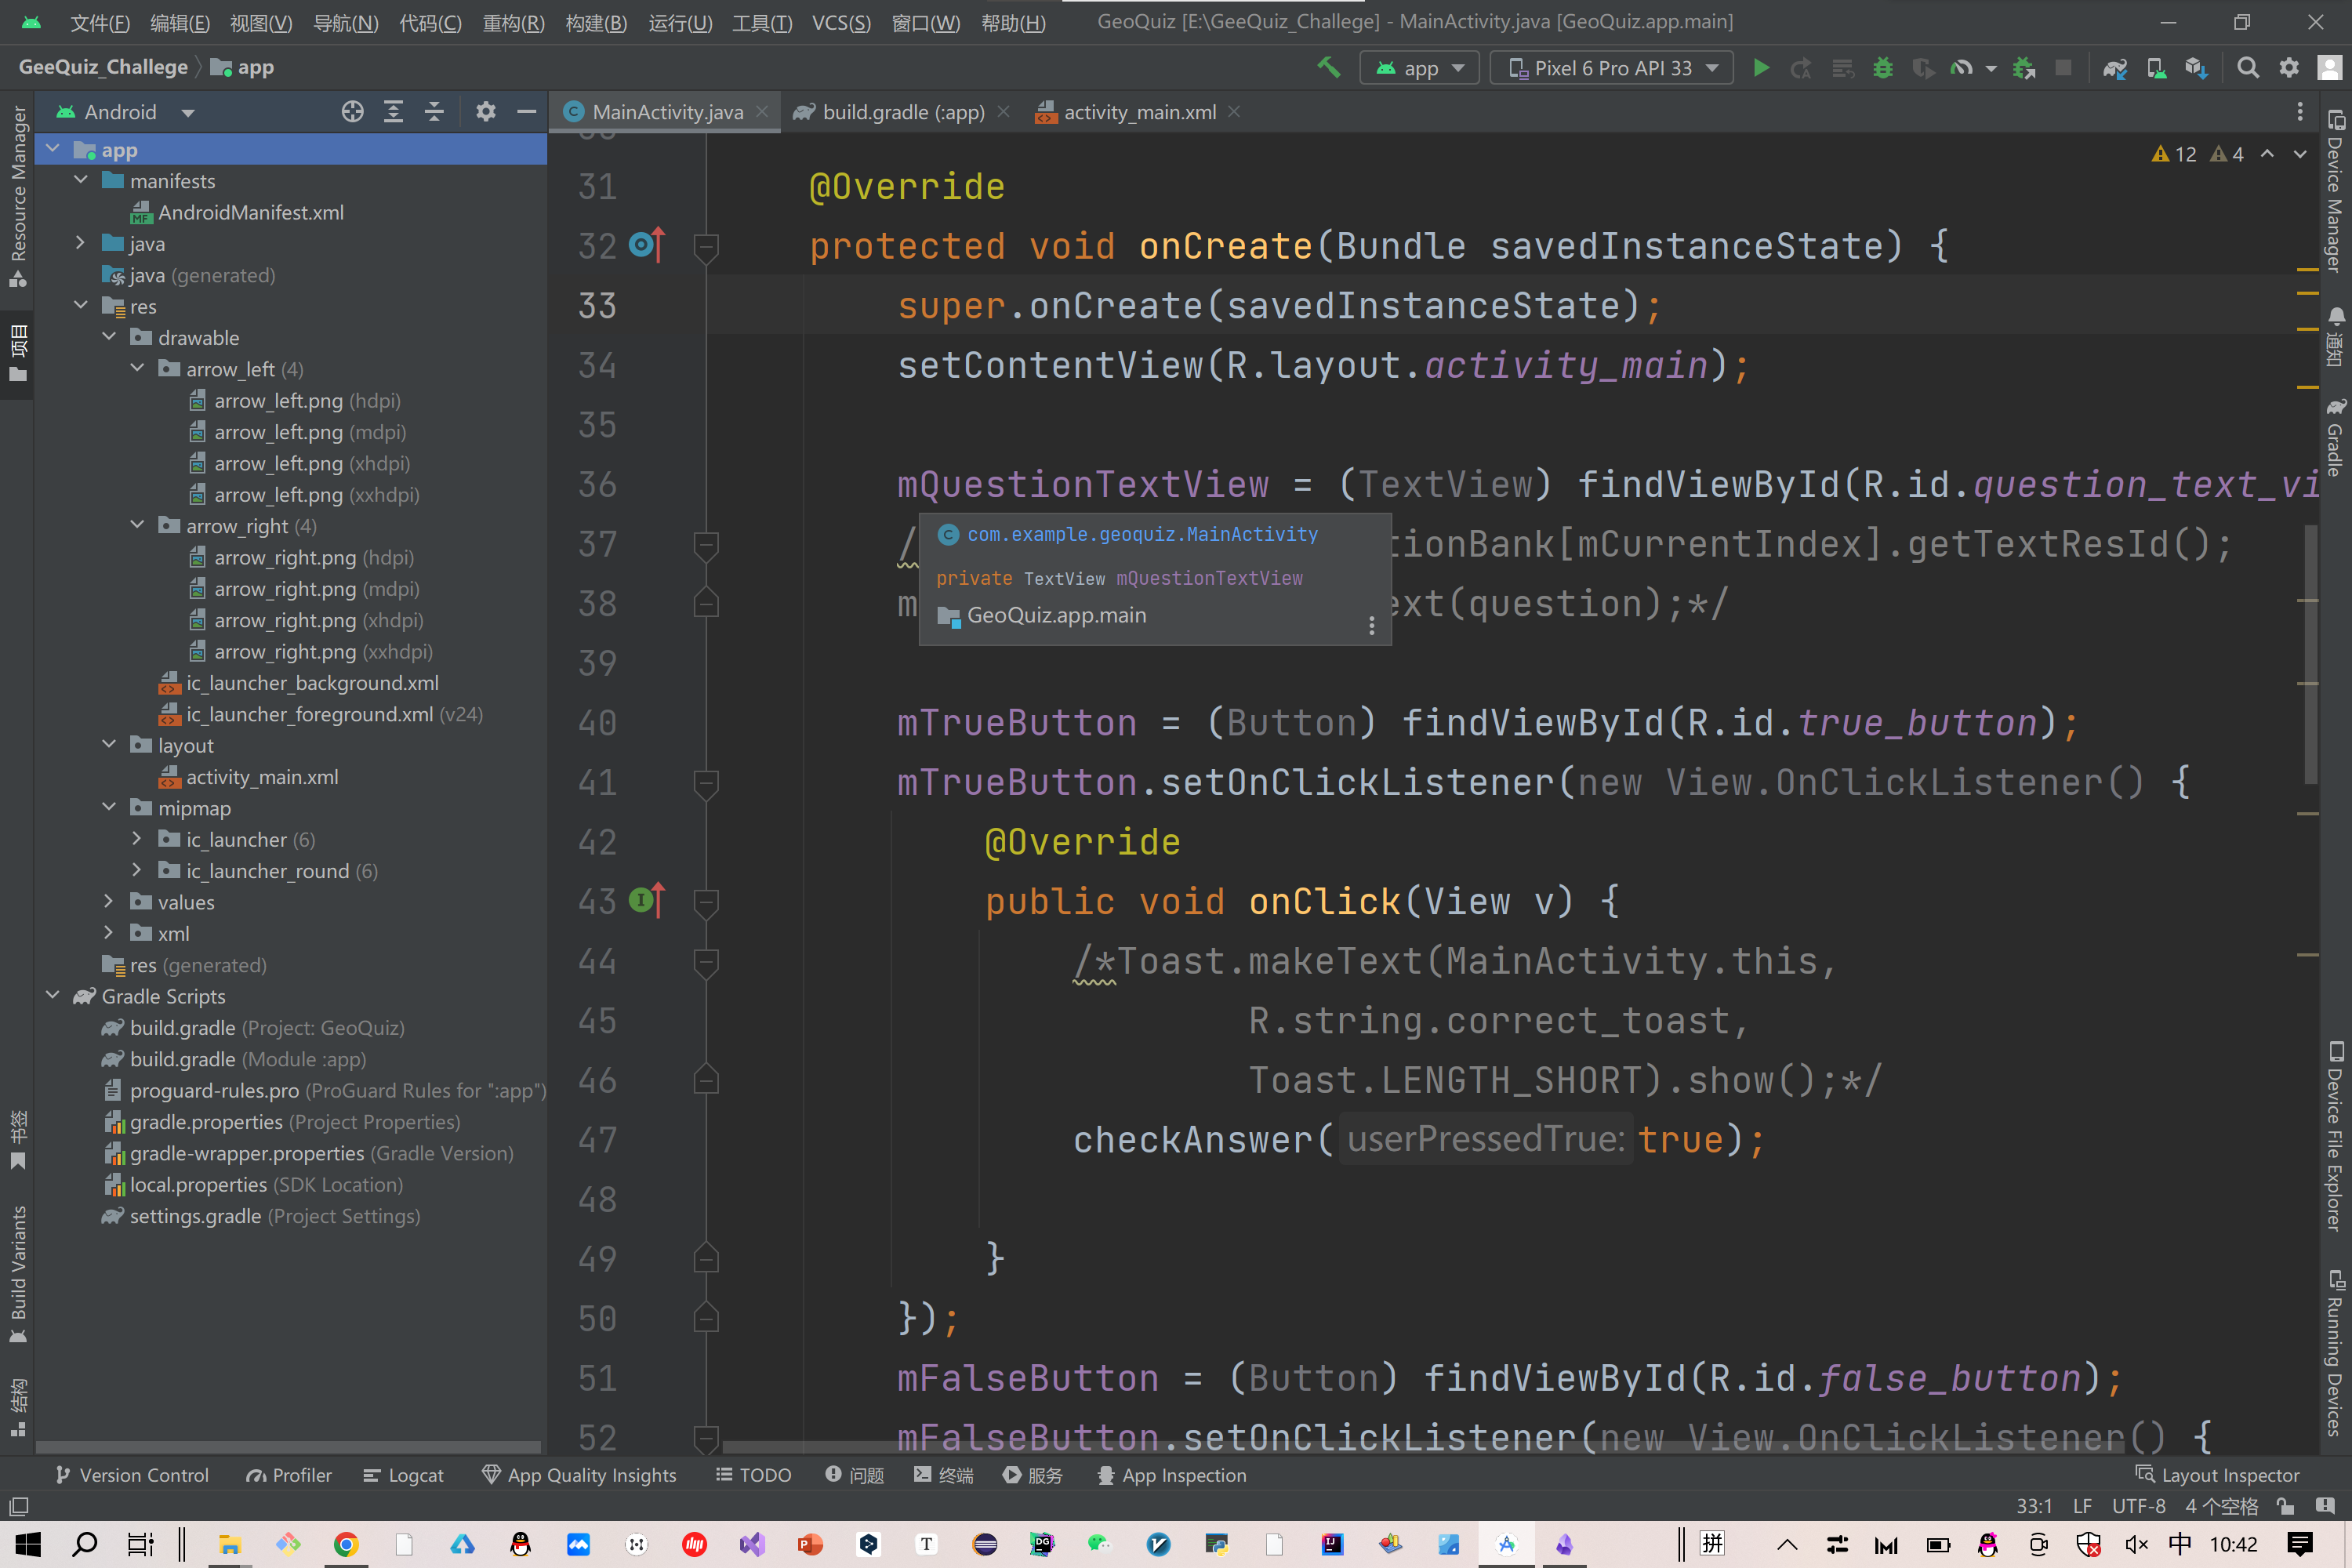 文件(F) 编辑(E) 视图(V) 导航(N) 代码(C) 重构(R) 构建(B) 运行(U) 工具(T) VCS(S) 窗口(W) 帮助(H) GeoQuiz [E:\GeeQuiz_Challege] - MainActivity.java [GeoQuiz.app.main]
GeeQuiz_Challege app
app Pixel 6 Pro API 33
Android
MainActivity.java build.gradle (:app) activity_main.xml
12 4
app
manifests
AndroidManifest.xml
java
java (generated)
res
drawable
arrow_left (4)
arrow_left.png (hdpi)
arrow_left.png (mdpi)
arrow_left.png (xhdpi)
arrow_left.png (xxhdpi)
arrow_right (4)
arrow_right.png (hdpi)
arrow_right.png (mdpi)
arrow_right.png (xhdpi)
arrow_right.png (xxhdpi)
ic_launcher_background.xml
ic_launcher_foreground.xml (v24)
layout
activity_main.xml
mipmap
ic_launcher (6)
ic_launcher_round (6)
values
xml
res (generated)
Gradle Scripts
build.gradle (Project: GeoQuiz)
build.gradle (Module :app)
proguard-rules.pro (ProGuard Rules for ":app")
gradle.properties (Project Properties)
gradle-wrapper.properties (Gradle Version)
local.properties (SDK Location)
settings.gradle (Project Settings)
Resource Manager
项目
书签
Build Variants
结构
31 @Override
32 protected void onCreate(Bundle savedInstanceState) {
33 super.onCreate(savedInstanceState);
34 setContentView(R.layout.activity_main);
35
36 mQuestionTextView = (TextView) findViewById(R.id.question_text_vi
37 / tionBank[mCurrentIndex].getTextResId();
38 m ext(question);*/
com.example.geoquiz.MainActivity
private TextView mQuestionTextView
GeoQuiz.app.main
39
40 mTrueButton = (Button) findViewById(R.id.true_button);
41 mTrueButton.setOnClickListener(new View.OnClickListener() {
42 @Override
43 public void onClick(View v) {
44 /*Toast.makeText(MainActivity.this,
45 R.string.correct_toast,
46 Toast.LENGTH_SHORT).show();*/
47 checkAnswer( userPressedTrue: true);
48
49 }
50 });
51 mFalseButton = (Button) findViewById(R.id.false_button);
52 mFalseButton.setOnClickListener(new View.OnClickListener() {
Device Manager
通知
Gradle
Device File Explorer
Running Devices
Version Control Profiler Logcat App Quality Insights TODO 问题 终端 服务 App Inspection Layout Inspector
33:1 LF UTF-8 4 个空格
拼 中 10:42